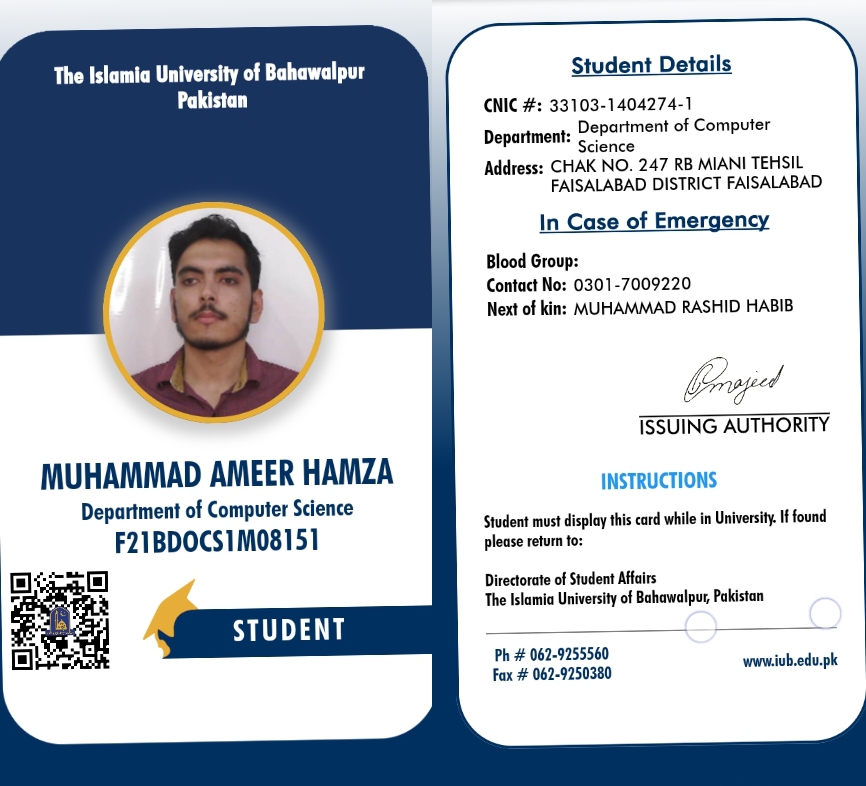 The Islamia University of Bahawalpur
Pakistan
MUHAMMAD AMEER HAMZA
Department of Computer Science
F21BDOCS1M08151
STUDENT
Student Details
CNIC #: 33103-1404274-1
Department: Department of Computer
Science
Address: CHAK NO. 247 RB MIANI TEHSIL
FAISALABAD DISTRICT FAISALABAD
In Case of Emergency
Blood Group:
Contact No: 0301-7009220
Next of kin: MUHAMMAD RASHID HABIB
ISSUING AUTHORITY
INSTRUCTIONS
Student must display this card while in University. If found
please return to:
Directorate of Student Affairs
The Islamia University of Bahawalpur, Pakistan
Ph # 062-9255560
Fax # 062-9250380
www.iub.edu.pk